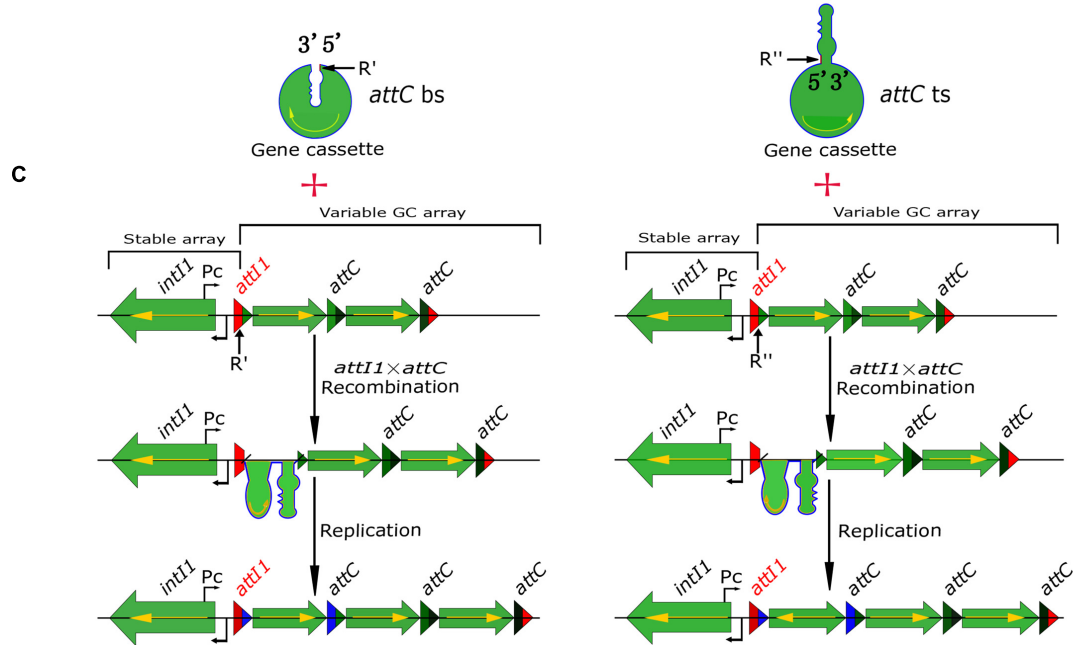 3’ 5’
R'
attC bs
Gene cassette
R''
5’ 3’
attC ts
Gene cassette
C
Variable GC array
Stable array
intI1
Pc
attI1
attC
attC
R'
attI1×attC
Recombination
Variable GC array
Stable array
intI1
Pc
attI1
attC
attC
R''
attI1×attC
Recombination
intI1
Pc
attC
attC
Replication
intI1
Pc
attC
attC
Replication
intI1
Pc
attI1
attC
attC
attC
intI1
Pc
attI1
attC
attC
attC